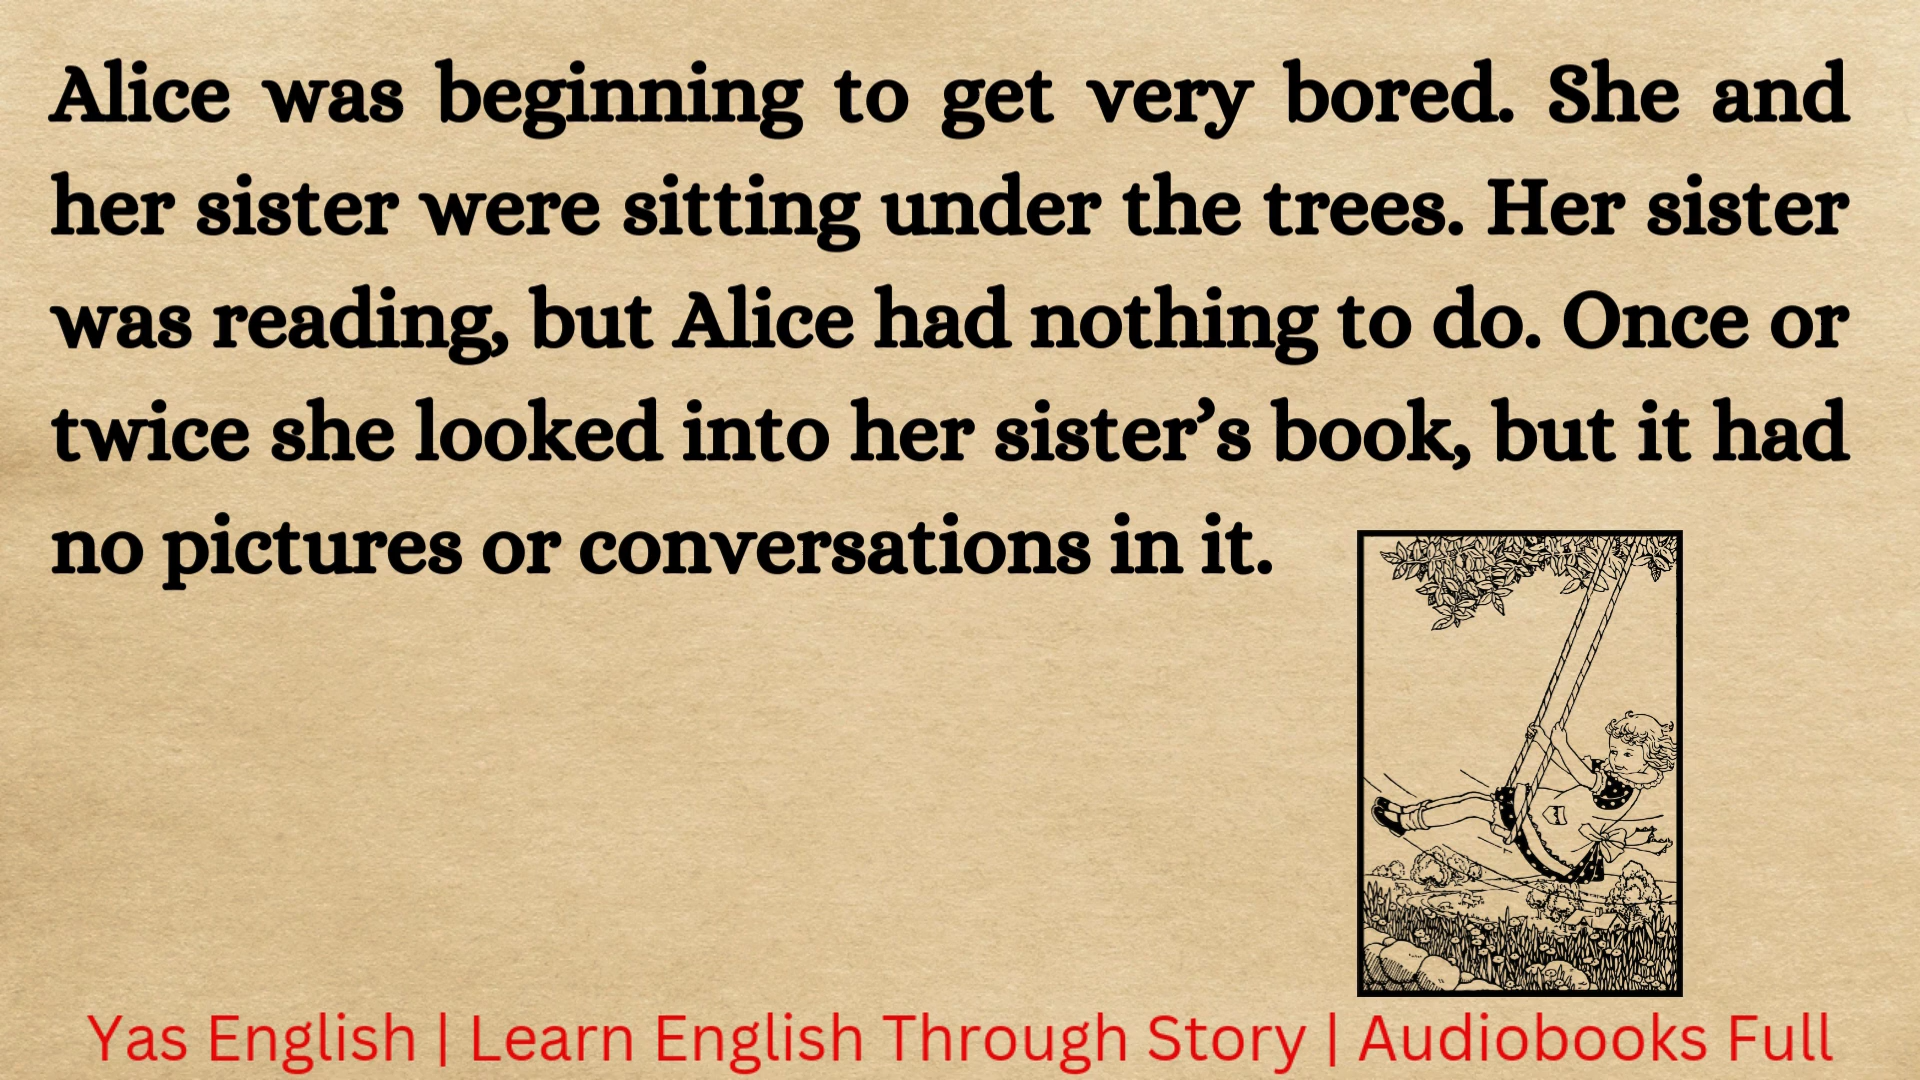 Alice was beginning to get very bored. She and
her sister were sitting under the trees. Her sister
was reading, but Alice had nothing to do. Once or
twice she looked into her sister’s book, but it had
no pictures or conversations in it.
Yas English | Learn English Through Story | Audiobooks Full